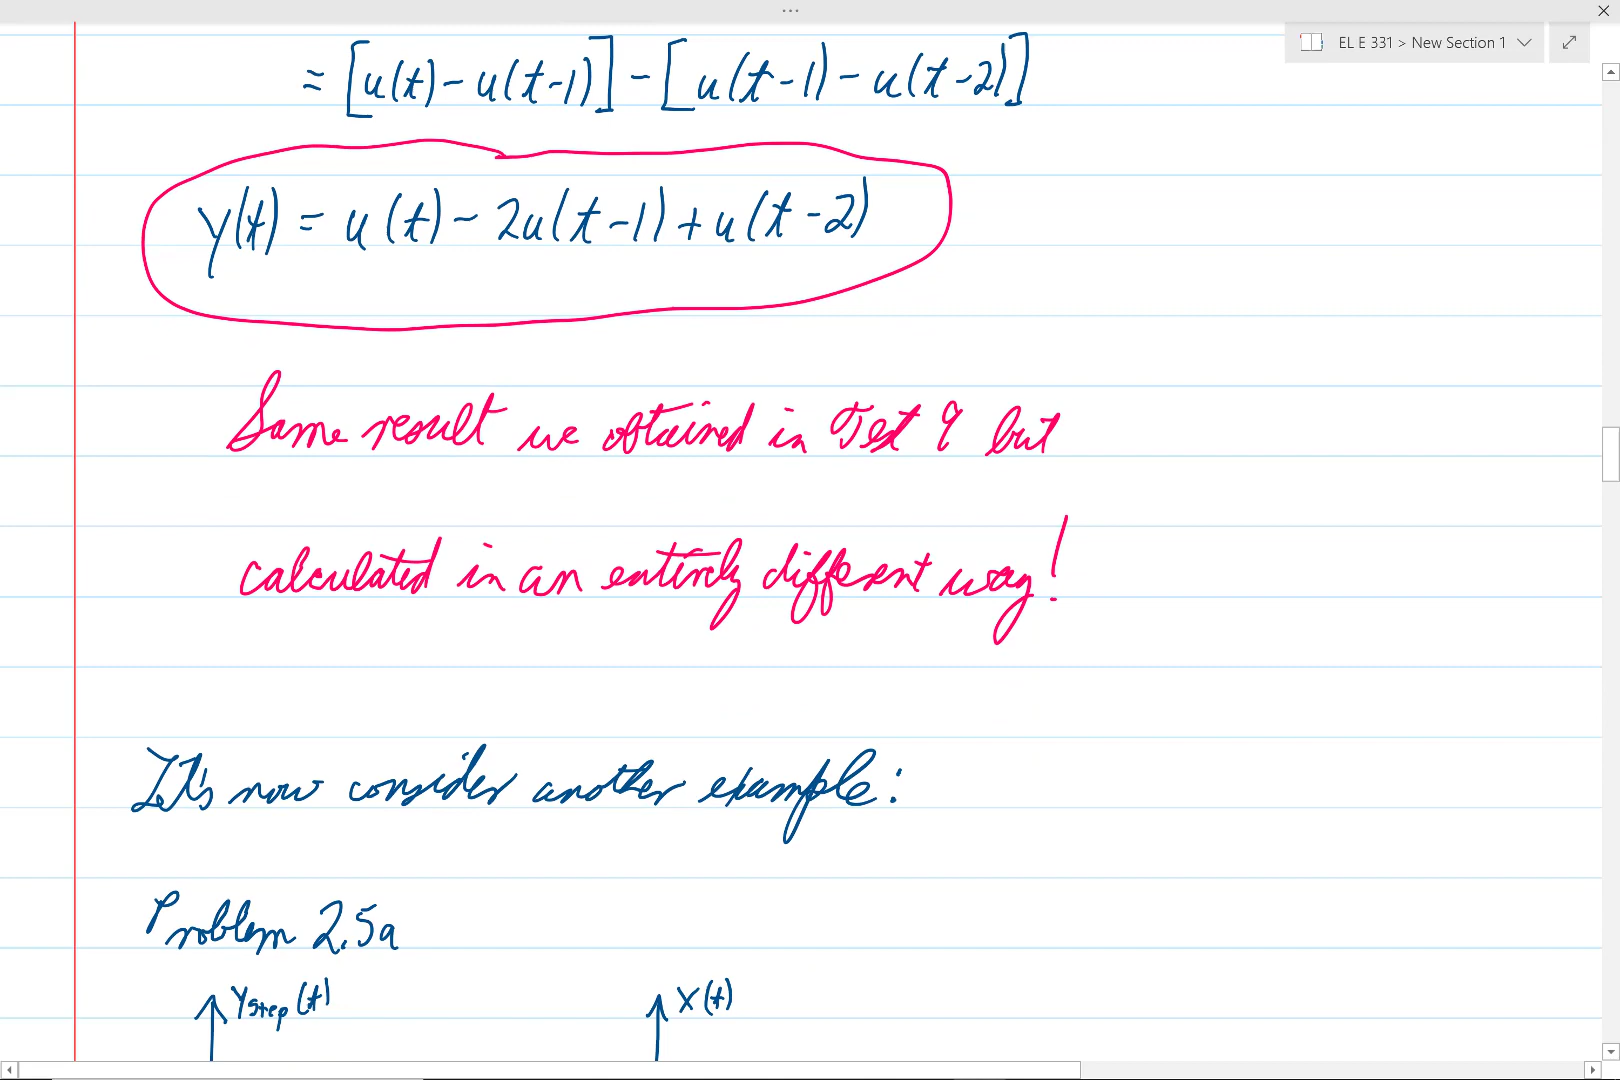 EL E 331 > New Section 1
= [u(t) - u(t-1)] - [u(t-1) - u(t-2)]
y(t) = u(t) - 2u(t-1) + u(t-2)
Same result we obtained in Test 9 but
calculated in an entirely different way!
Let's now consider another example:
Problem 2.5a
Ystep(t) X(t)